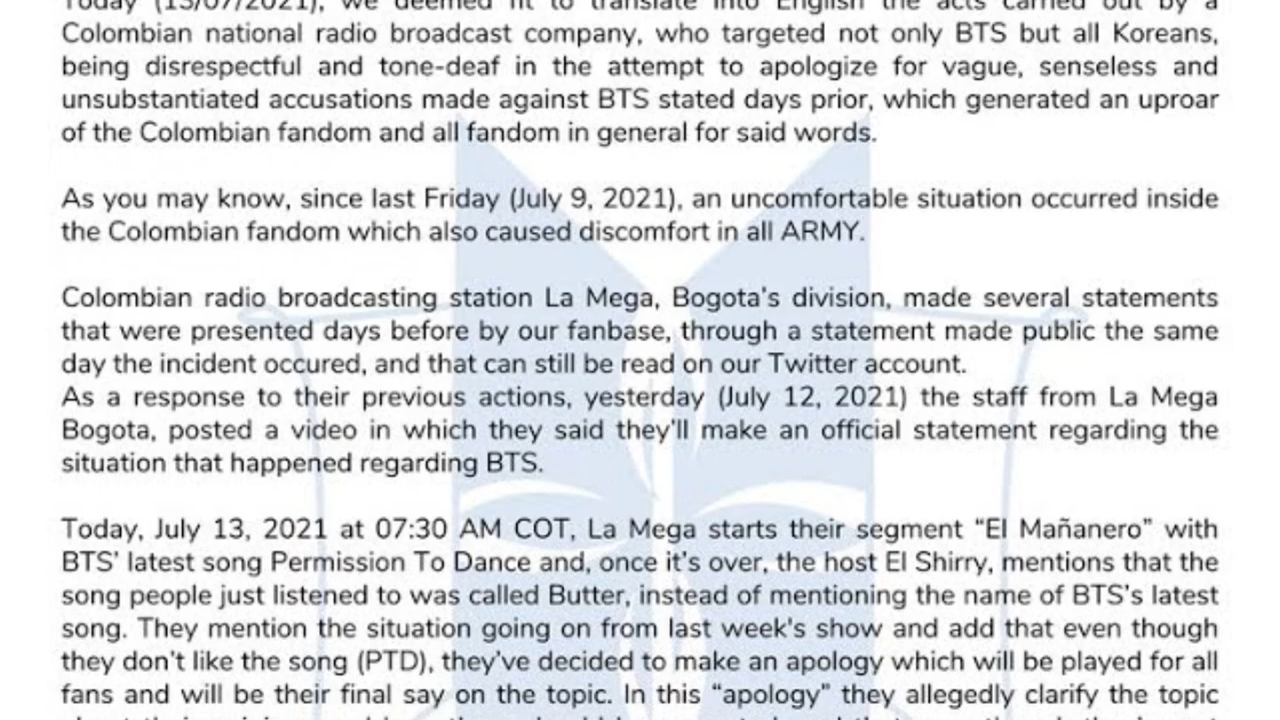 Today (13/07/2021), we deemed fit to translate into English the acts carried out by a
Colombian national radio broadcast company, who targeted not only BTS but all Koreans,
being disrespectful and tone-deaf in the attempt to apologize for vague, senseless and
unsubstantiated accusations made against BTS stated days prior, which generated an uproar
of the Colombian fandom and all fandom in general for said words.
As you may know, since last Friday (July 9, 2021), an uncomfortable situation occurred inside
the Colombian fandom which also caused discomfort in all ARMY.
Colombian radio broadcasting station La Mega, Bogota's division, made several statements
that were presented days before by our fanbase, through a statement made public the same
day the incident occured, and that can still be read on our Twitter account.
As a response to their previous actions, yesterday (July 12, 2021) the staff from La Mega
Bogota, posted a video in which they said they'll make an official statement regarding the
situation that happened regarding BTS.
Today, July 13, 2021 at 07:30 AM COT, La Mega starts their segment “El Mañanero” with
BTS’ latest song Permission To Dance and, once it’s over, the host El Shirry, mentions that the
song people just listened to was called Butter, instead of mentioning the name of BTS’s latest
song. They mention the situation going on from last week's show and add that even though
they don’t like the song (PTD), they’ve decided to make an apology which will be played for all
fans and will be their final say on the topic. In this “apology” they allegedly clarify the topic